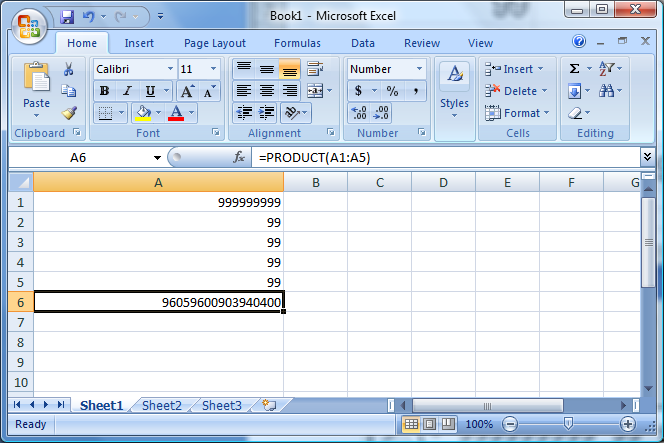 Book1 - Microsoft Excel
Home Insert Page Layout Formulas Data Review View
Paste
Clipboard
Calibri 11
B I U A A
A
Font
Alignment
Number
$ % ,
.0 .00 .00 .0
Number
A
Styles
Insert
Delete
Format
Cells
Σ A Z
Editing
A6 fx =PRODUCT(A1:A5)
A B C D E F G
1 999999999
2 99
3 99
4 99
5 99
6 96059600903940400
7
8
9
10
Sheet1 Sheet2 Sheet3
Ready 100%